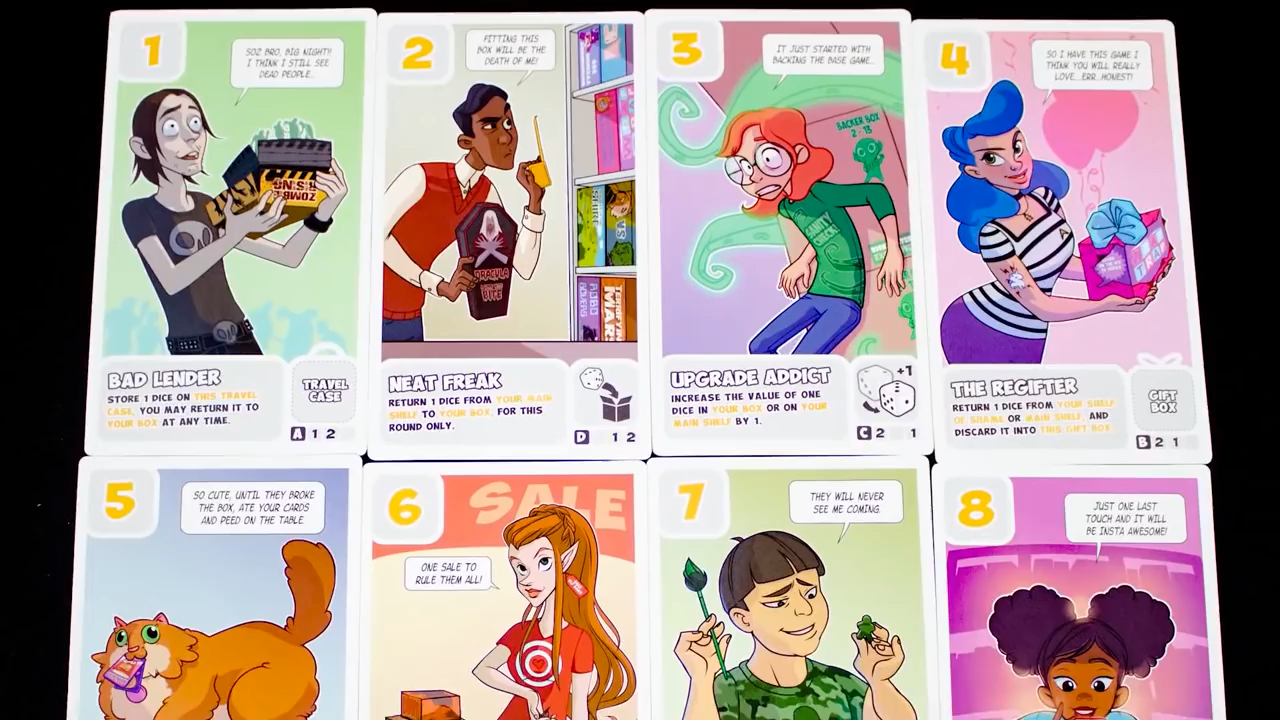 1
SOZ BRO, BIG NIGHT!!
I THINK I STILL SEE
DEAD PEOPLE...
BAD LENDER
STORE 1 DICE ON THIS TRAVEL
CASE, YOU MAY RETURN IT TO
YOUR BOX AT ANY TIME.
TRAVEL
CASE
A 1 2
2
FITTING THIS
BOX WILL BE THE
DEATH OF ME!
DRACULA
BITE
NEAT FREAK
RETURN 1 DICE FROM YOUR MAIN
SHELF TO YOUR BOX, FOR THIS
ROUND ONLY.
D 1 2
3
IT JUST STARTED WITH
BACKING THE BASE GAME...
BACKER BOX
2 - 13
UPGRADE ADDICT
INCREASE THE VALUE OF ONE
DICE IN YOUR BOX OR ON YOUR
MAIN SHELF BY 1.
+1
C 2 1
4
SO I HAVE THIS GAME I
THINK YOU WILL REALLY
LOVE...ERR..HONEST!
THE REGIFTER
RETURN 1 DICE FROM YOUR SHELF
OF SHAME OR MAIN SHELF, AND
DISCARD IT INTO THIS GIFT BOX.
GIFT
BOX
B 2 1
5
SO CUTE, UNTIL THEY BROKE
THE BOX, ATE YOUR CARDS
AND PEED ON THE TABLE.
6
SALE
ONE SALE TO
RULE THEM ALL!
7
THEY WILL NEVER
SEE ME COMING.
8
JUST ONE LAST
TOUCH AND IT WILL
BE INSTA AWESOME!